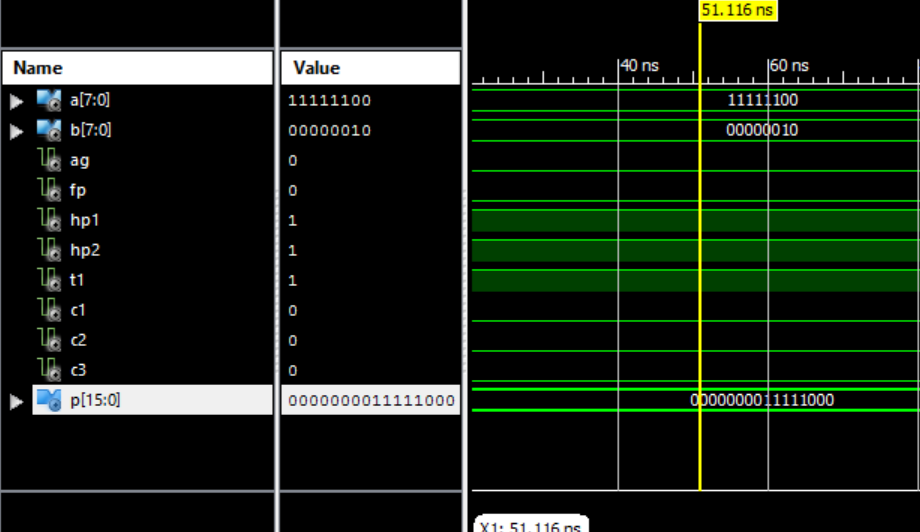 51.116 ns
Name Value
40 ns 60 ns
a[7:0] 11111100 11111100
b[7:0] 00000010 00000010
ag 0
fp 0
hp1 1
hp2 1
t1 1
c1 0
c2 0
c3 0
p[15:0] 0000000011111000 0000000011111000
X1: 51.116 ns